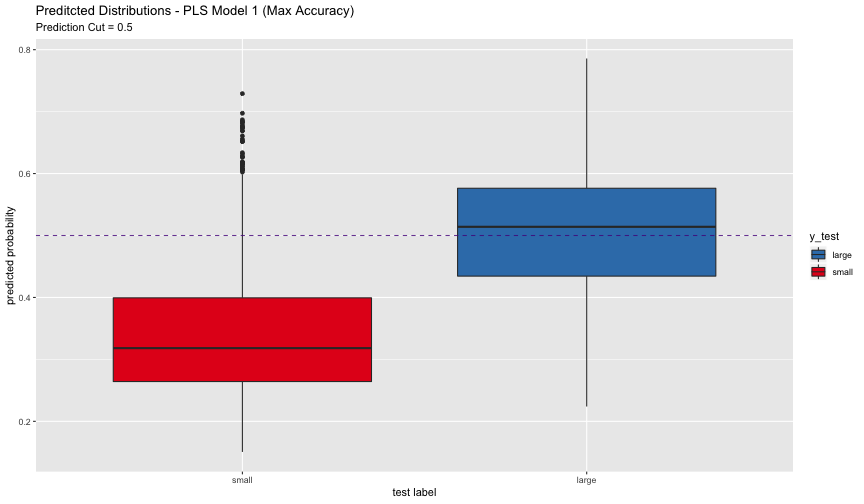 Preditcted Distributions - PLS Model 1 (Max Accuracy)
Prediction Cut = 0.5
0.8
0.6
0.4
0.2
predicted probability
small
large
test label
y_test
large
small